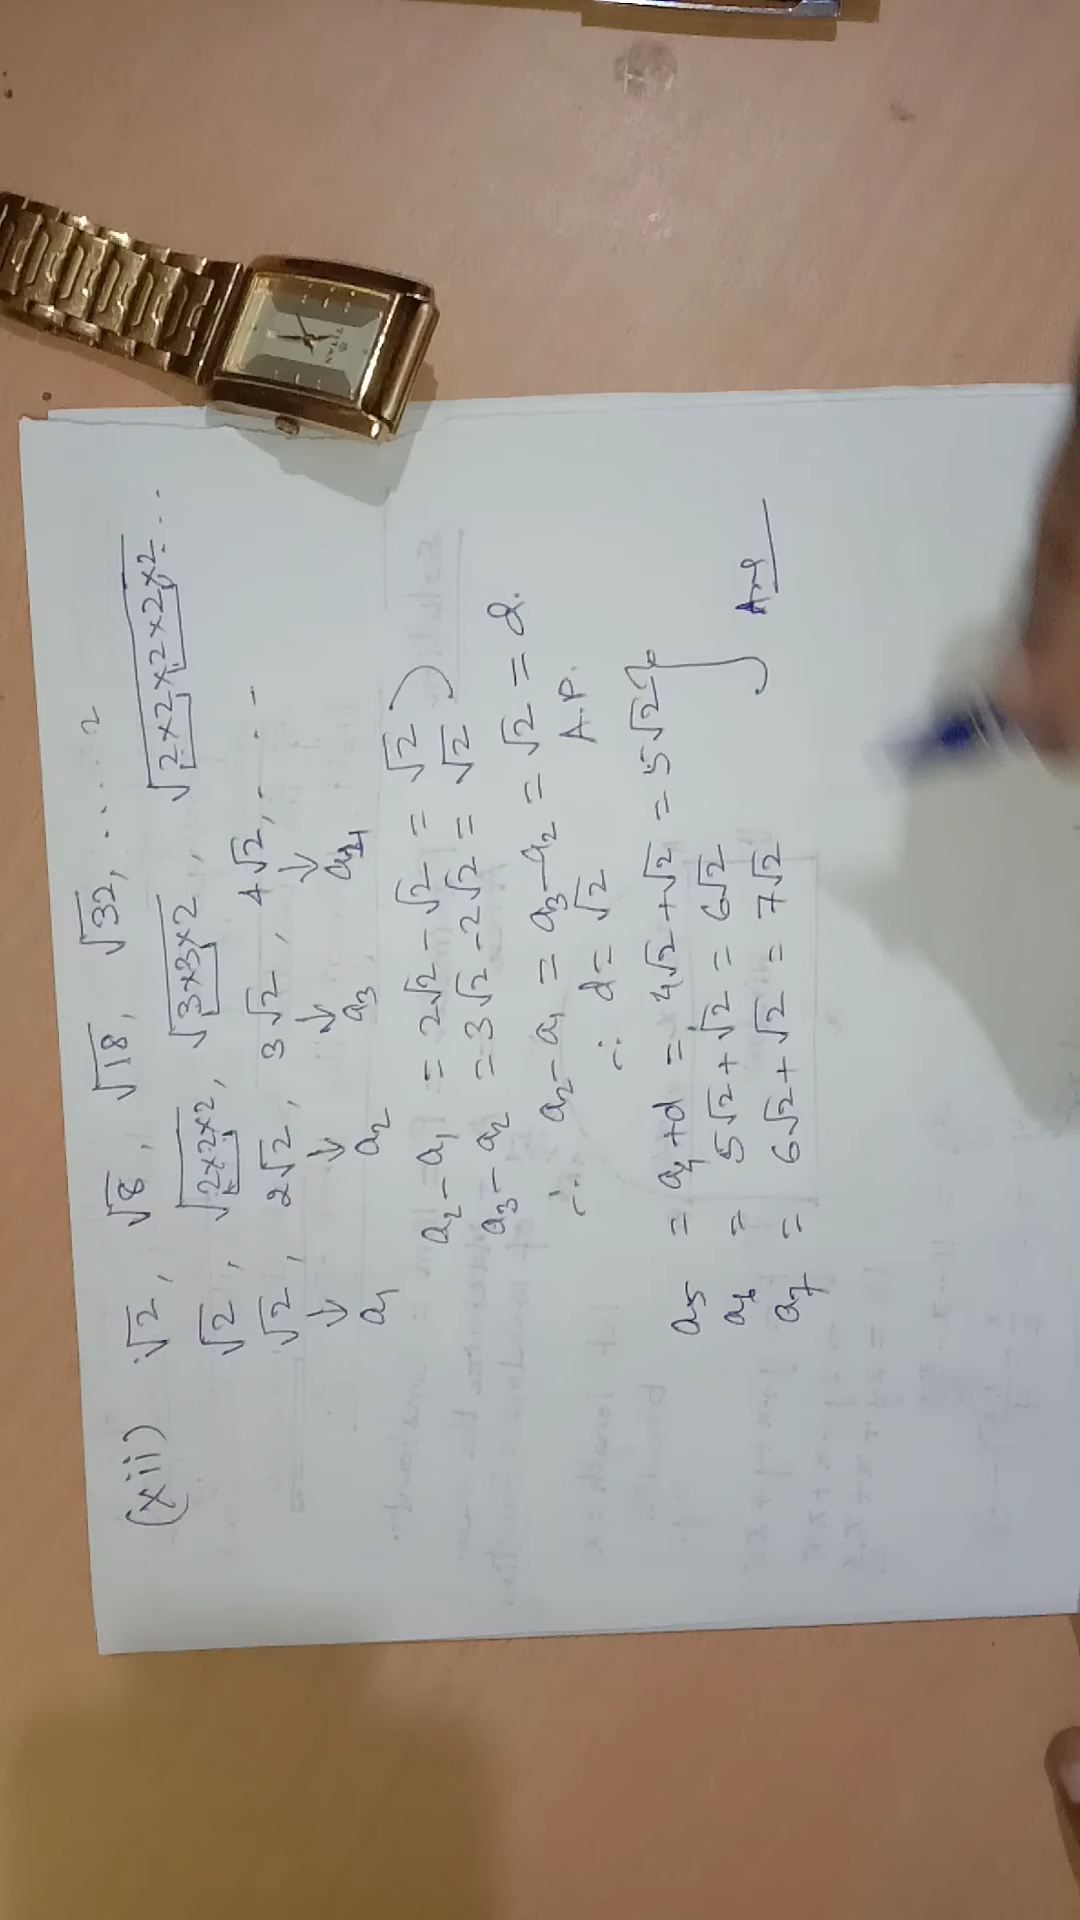 (xii) √2, √8, √18, √32, .... ?
√2, √2×2×2, √3×3×2, √2×2×2×2×2...
√2, 2√2, 3√2, 4√2, ...
↓ ↓ ↓ ↓
a₁ a₂ a₃ a₄
a₂ - a₁ = 2√2 - √2 = √2 )
a₃ - a₂ = 3√2 - 2√2 = √2
∴ a₂ - a₁ = a₃ - a₂ = √2 = d.
∴ d = √2 A.P.
a₅ = a₄ + d = 4√2 + √2 = 5√2
a₆ = 5√2 + √2 = 6√2
a₇ = 6√2 + √2 = 7√2
Ans
TITAN